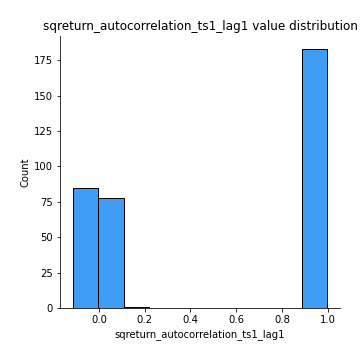 sqreturn_autocorrelation_ts1_lag1 value distribution
175
150
125
100
75
50
25
0
Count
0.0 0.2 0.4 0.6 0.8 1.0
sqreturn_autocorrelation_ts1_lag1